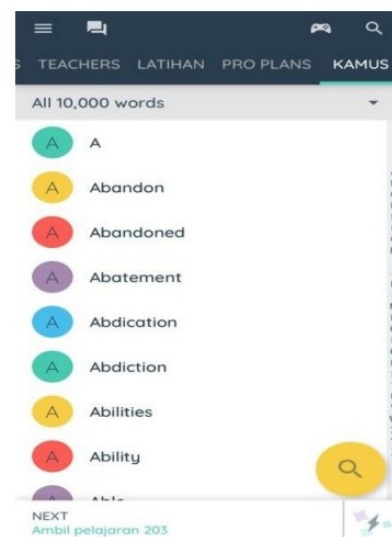 S TEACHERS LATIHAN PRO PLANS KAMUS
All 10,000 words
A A
A Abandon
A Abandoned
A Abatement
A Abdication
A Abdiction
A Abilities
A Ability
A Able
NEXT
Ambil pelajaran 203